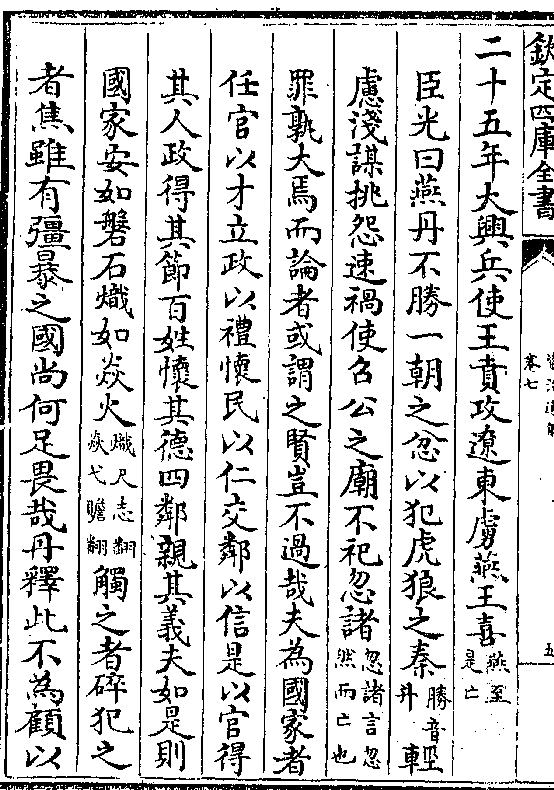 欽定四庫全書
資治通鑑
卷七
五
二十五年大興兵使王賁攻遼東虜燕王喜燕至是亡
臣光曰燕丹不勝一朝之忿以犯虎狼之秦勝音升輕
慮淺謀挑怨速禍使召公之廟不祀忽諸忽諸言忽然而亡也
罪孰大焉而論者或謂之賢豈不過哉夫為國家者
任官以才立政以禮懷民以仁交鄰以信是以官得
其人政得其節百姓懷其德四鄰親其義夫如是則
國家安如磐石熾如焱火熾尺志翻焱弋贍翻觸之者碎犯之
者焦雖有彊暴之國尚何足畏哉丹釋此不為顧以